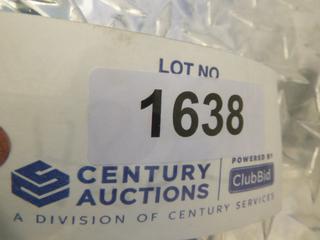 LOT NO.
1638
CENTURY
AUCTIONS
POWERED BY
ClubBid
A DIVISION OF CENTURY SERVICES